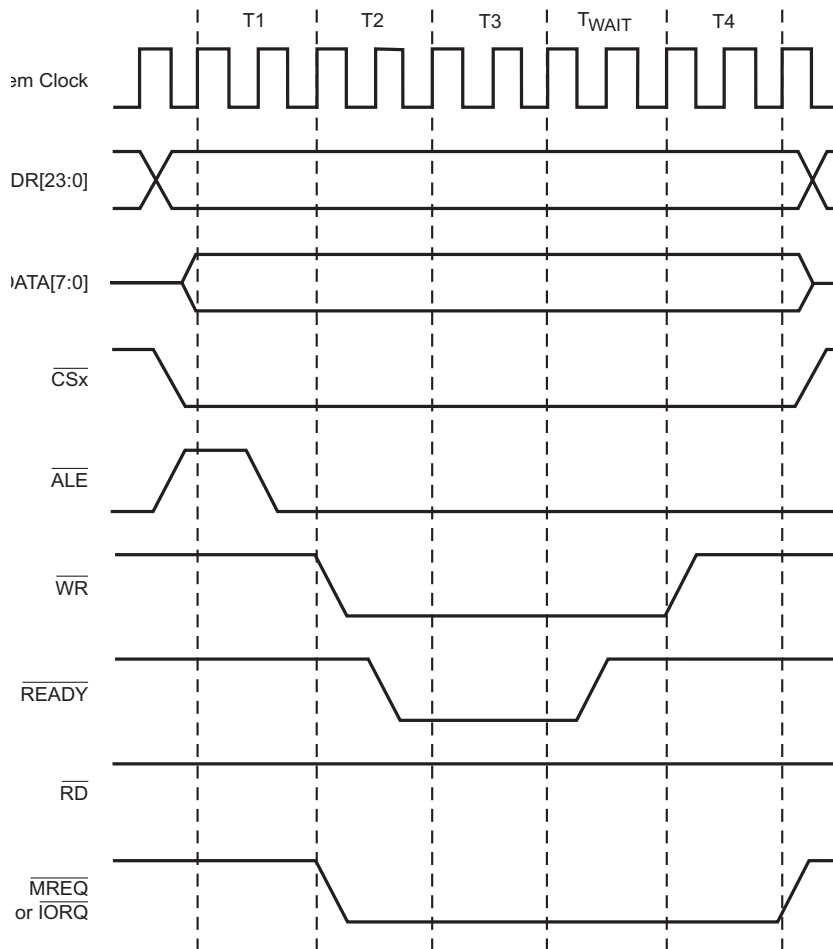 T1 T2 T3 TWAIT T4
em Clock
DR[23:0]
DATA[7:0]
CSx
ALE
WR
READY
RD
MREQ
or IORQ